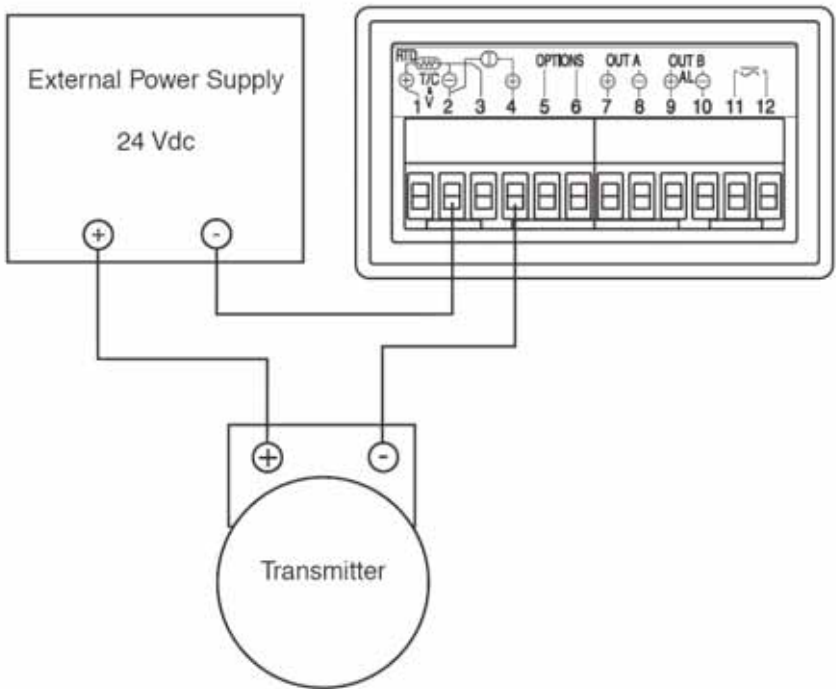 External Power Supply
24 Vdc
+ -
RTD
T/C
&
V
OPTIONS
OUT A
OUT B
AL
+ - + + - + -
1 2 3 4 5 6 7 8 9 10 11 12
+ -
Transmitter